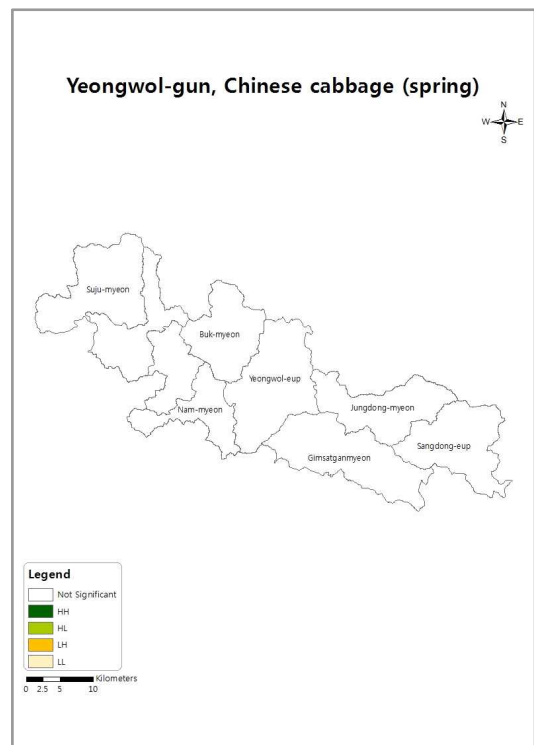 Yeongwol-gun, Chinese cabbage (spring)
N
W E
S
Suju-myeon
Buk-myeon
Yeongwol-eup
Nam-myeon
Jungdong-myeon
Sangdong-eup
Gimsatganmyeon
Legend
Not Significant
HH
HL
LH
LL
Kilometers
0 2.5 5 10